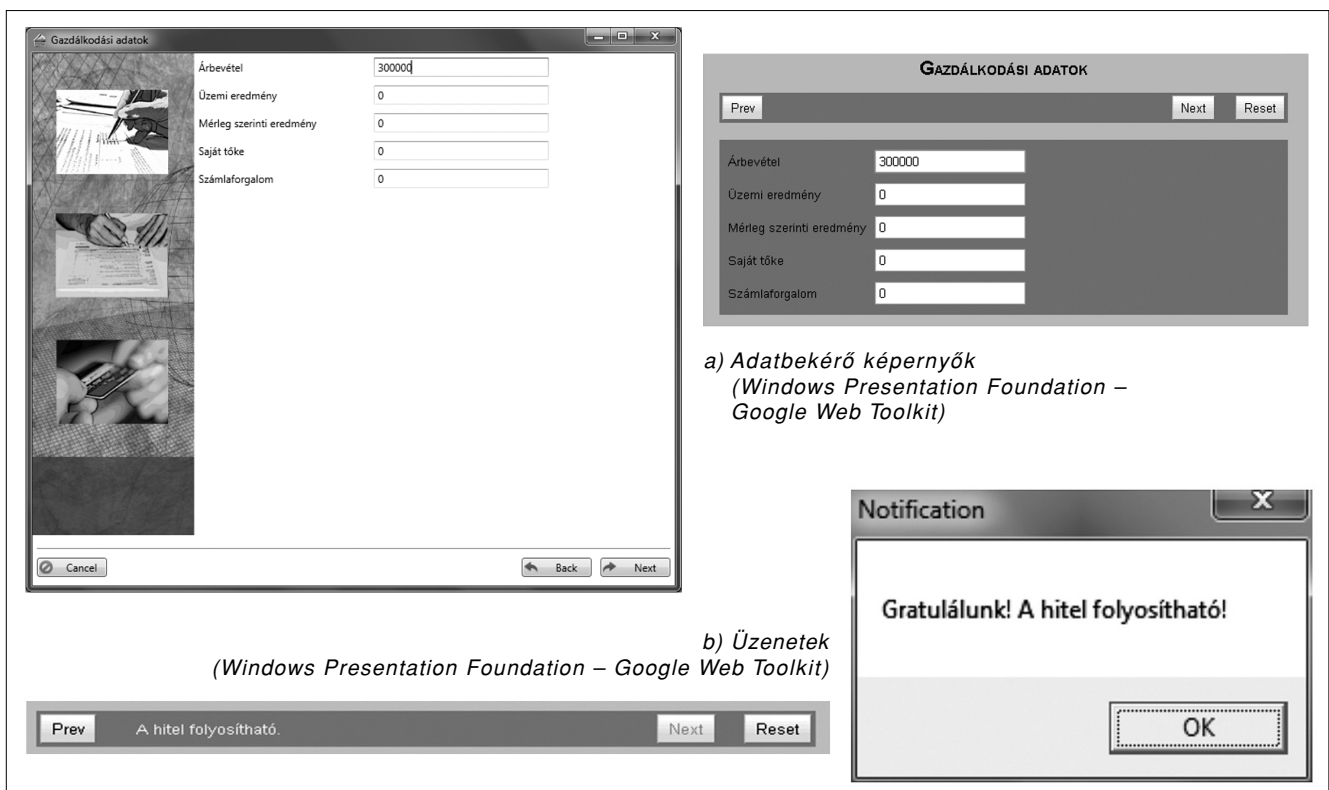 Gazdálkodási adatok
Árbevétel 300000
Üzemi eredmény 0
Mérleg szerinti eredmény 0
Saját tőke 0
Számlaforgalom 0
Cancel Back Next
GAZDÁLKODÁSI ADATOK
Prev Next Reset
Árbevétel 300000
Üzemi eredmény 0
Mérleg szerinti eredmény 0
Saját tőke 0
Számlaforgalom 0
a) Adatbekérő képernyők
(Windows Presentation Foundation –
Google Web Toolkit)
Notification
Gratulálunk! A hitel folyosítható!
OK
b) Üzenetek
(Windows Presentation Foundation – Google Web Toolkit)
Prev A hitel folyosítható. Next Reset